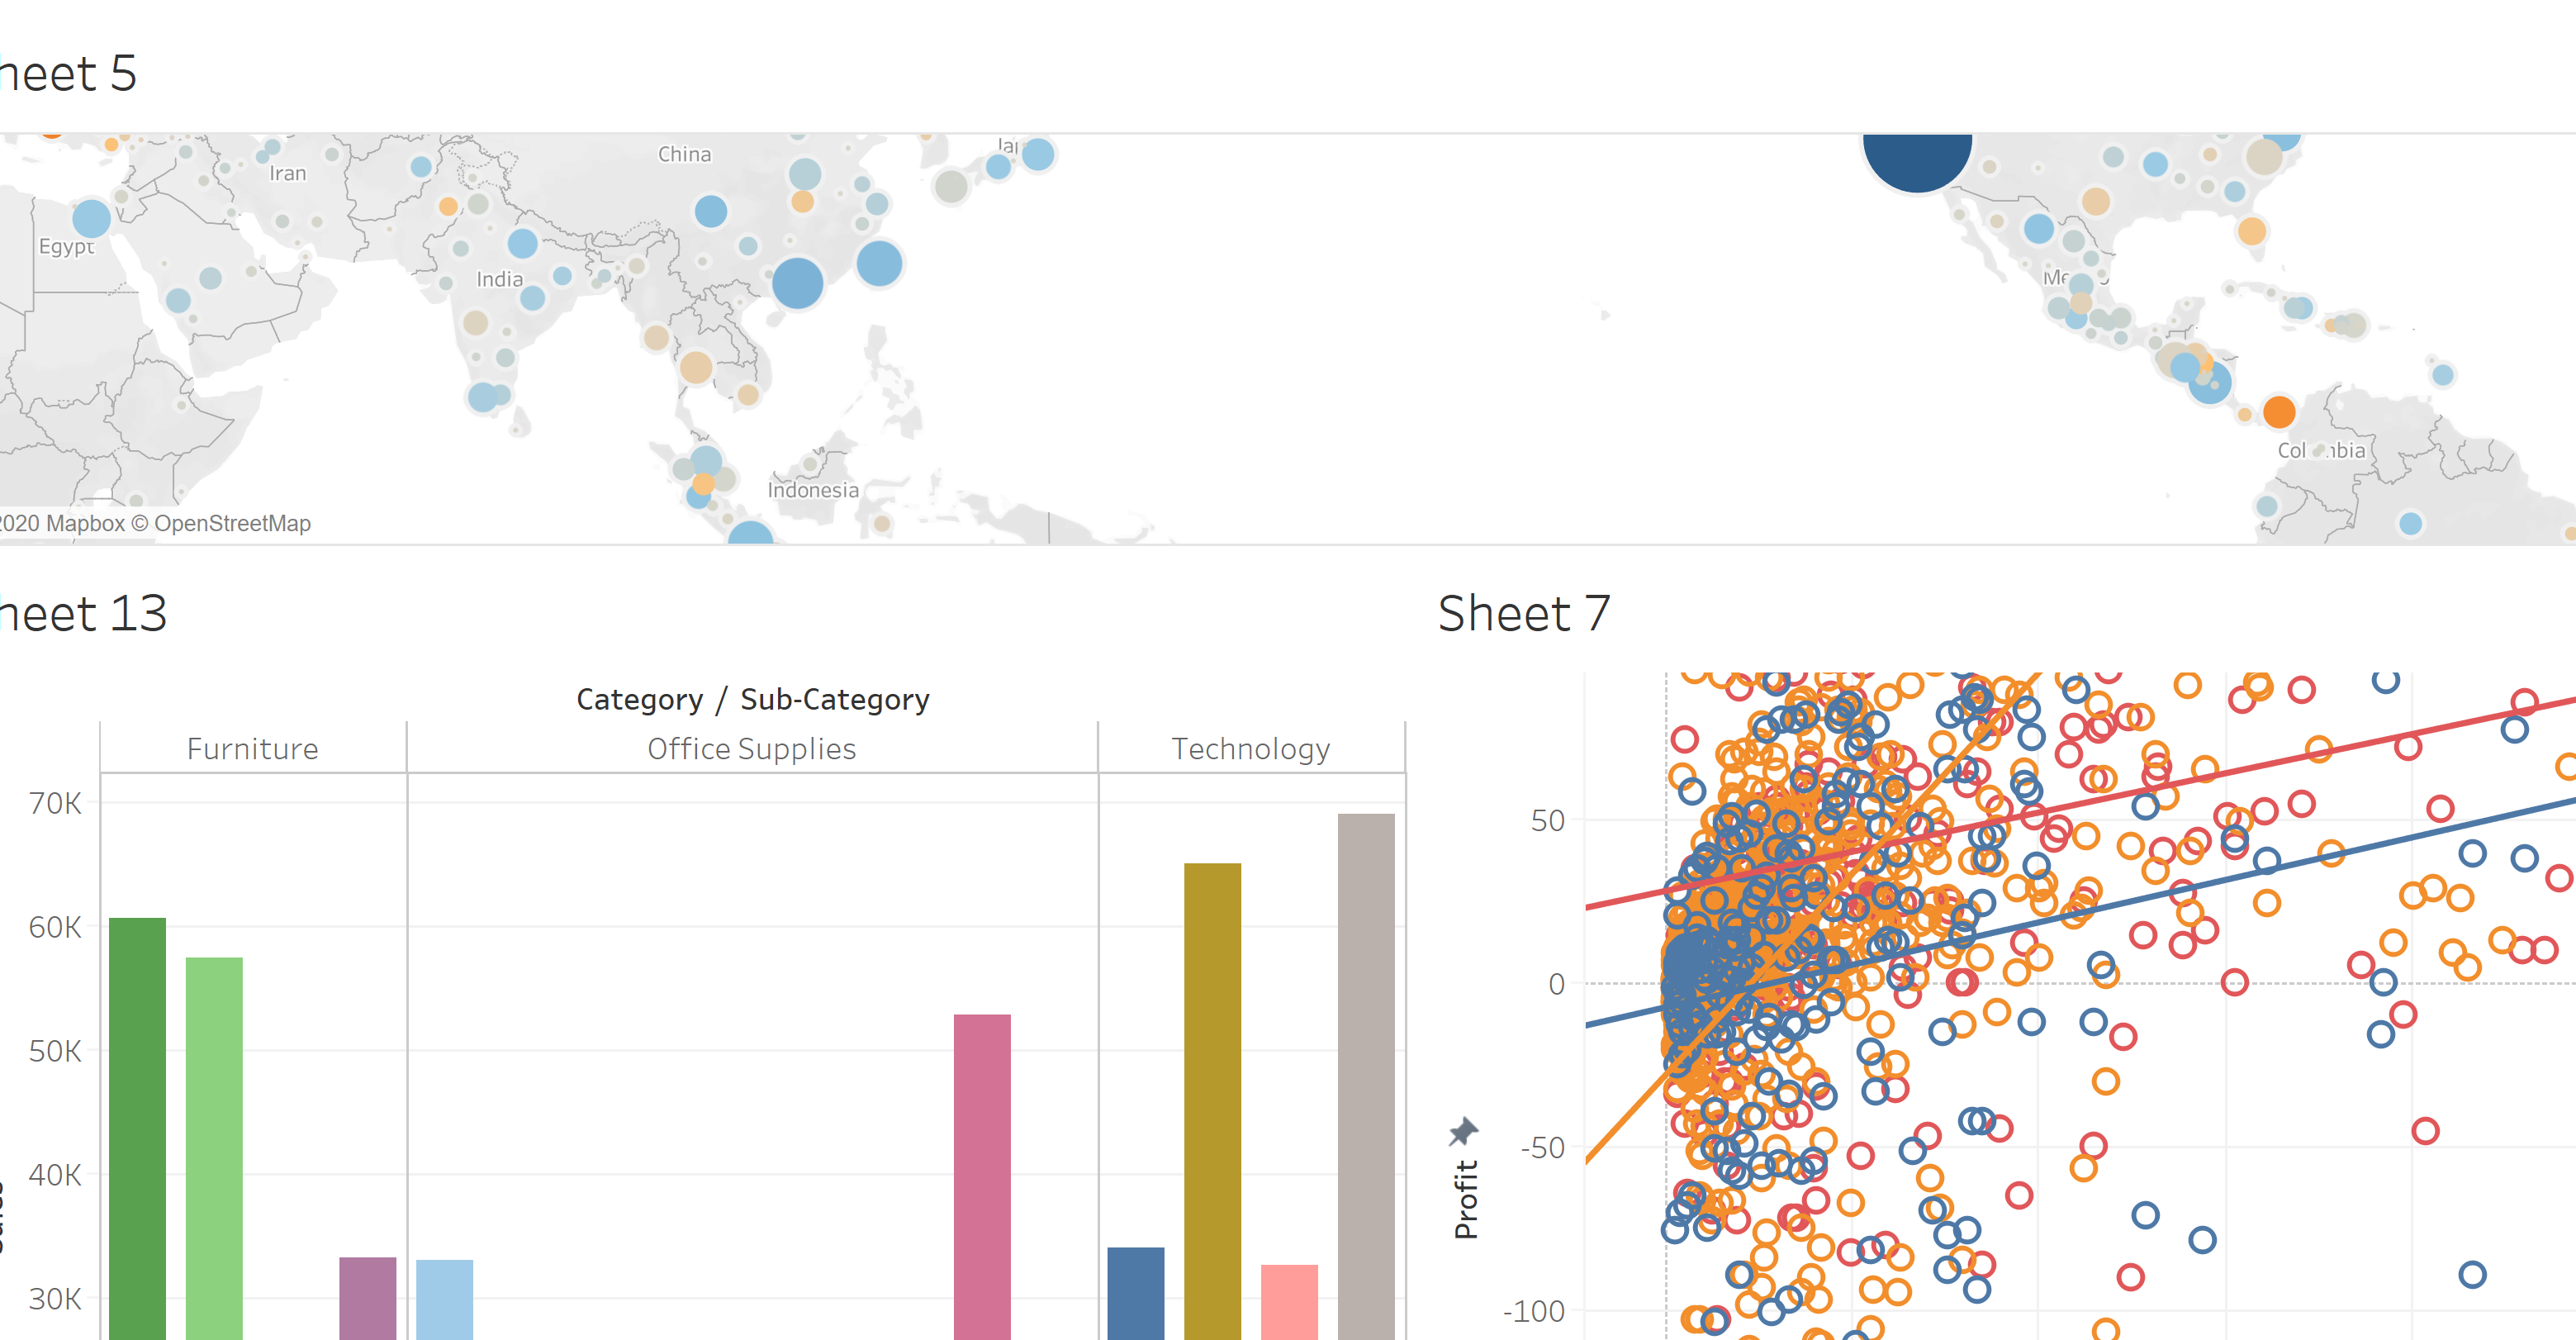 heet 5
China
Iran
Egypt
India
Indonesia
2020 Mapbox © OpenStreetMap
heet 13
Sheet 7
Category / Sub-Category
Furniture
Office Supplies
Technology
70K
60K
50K
40K
30K
50
0
-50
-100
Profit